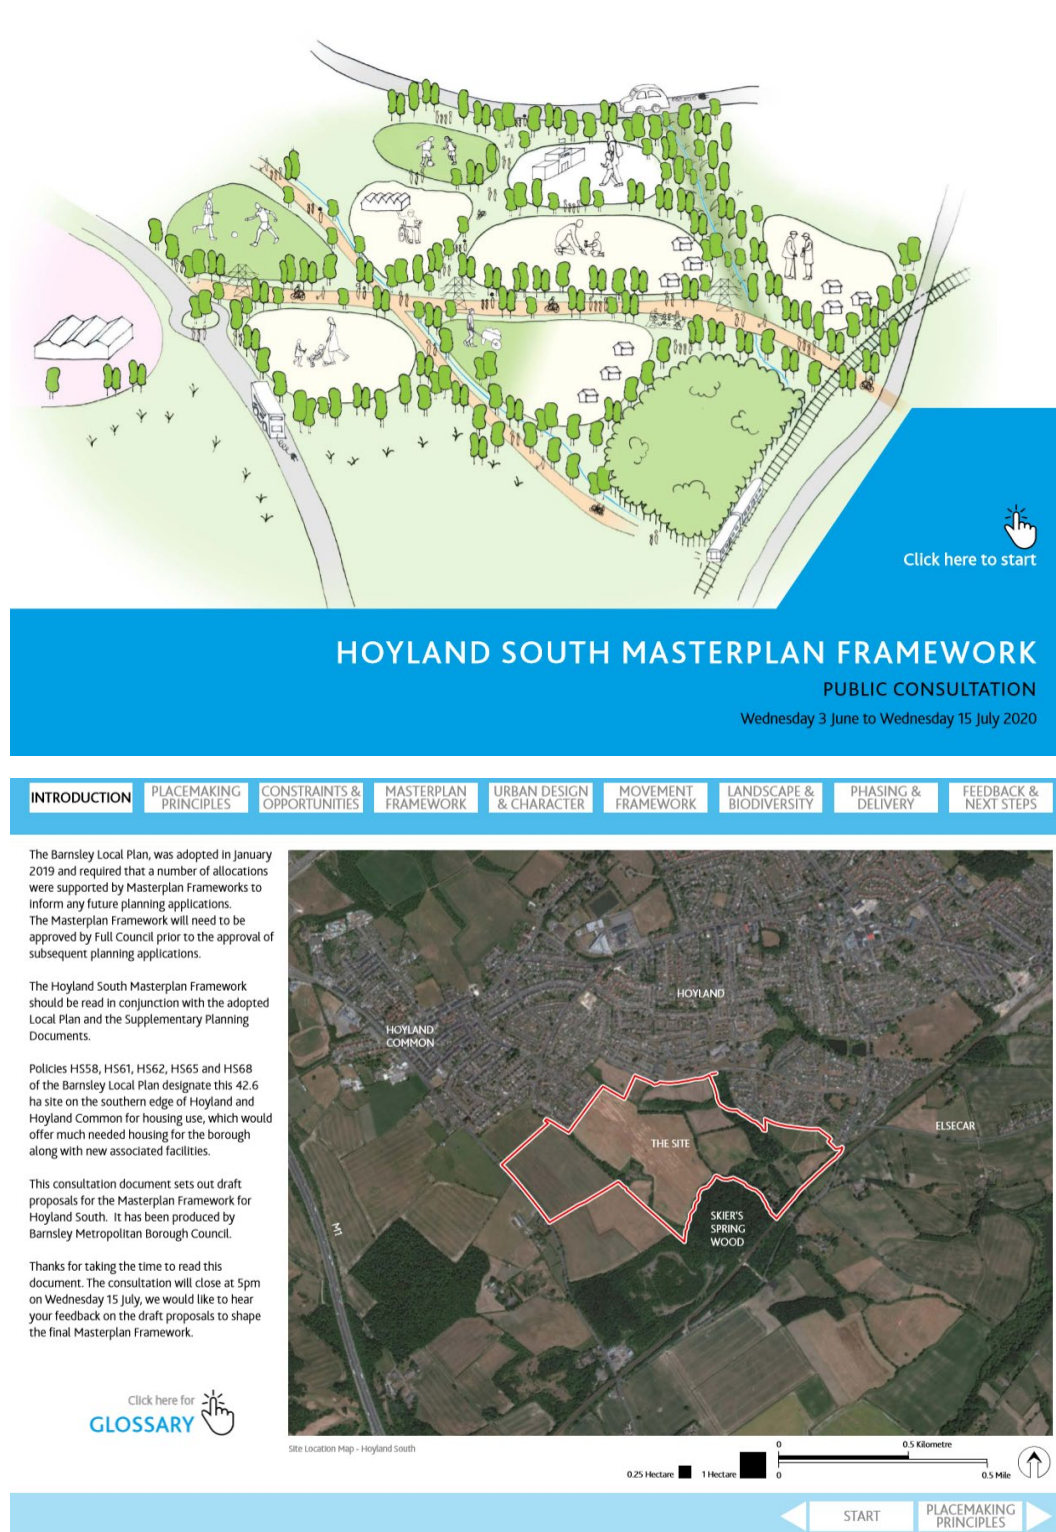 Click here to start
HOYLAND SOUTH MASTERPLAN FRAMEWORK
PUBLIC CONSULTATION
Wednesday 3 June to Wednesday 15 July 2020
INTRODUCTION
PLACEMAKING
PRINCIPLES
CONSTRAINTS &
OPPORTUNITIES
MASTERPLAN
FRAMEWORK
URBAN DESIGN
& CHARACTER
MOVEMENT
FRAMEWORK
LANDSCAPE &
BIODIVERSITY
PHASING &
DELIVERY
FEEDBACK &
NEXT STEPS
The Barnsley Local Plan, was adopted in January
2019 and required that a number of allocations
were supported by Masterplan Frameworks to
inform any future planning applications.
The Masterplan Framework will need to be
approved by Full Council prior to the approval of
subsequent planning applications.
The Hoyland South Masterplan Framework
should be read in conjunction with the adopted
Local Plan and the Supplementary Planning
Documents.
Policies HS58, HS61, HS62, HS65 and HS68
of the Barnsley Local Plan designate this 42.6
ha site on the southern edge of Hoyland and
Hoyland Common for housing use, which would
offer much needed housing for the borough
along with new associated facilities.
This consultation document sets out draft
proposals for the Masterplan Framework for
Hoyland South. It has been produced by
Barnsley Metropolitan Borough Council.
Thanks for taking the time to read this
document. The consultation will close at 5pm
on Wednesday 15 July, we would like to hear
your feedback on the draft proposals to shape
the final Masterplan Framework.
Click here for
GLOSSARY
HOYLAND
HOYLAND
COMMON
ELSECAR
THE SITE
SKIER'S
SPRING
WOOD
M1
Site Location Map - Hoyland South
0.25 Hectare
1 Hectare
0
0.5 Kilometre
0
0.5 Mile
START
PLACEMAKING
PRINCIPLES